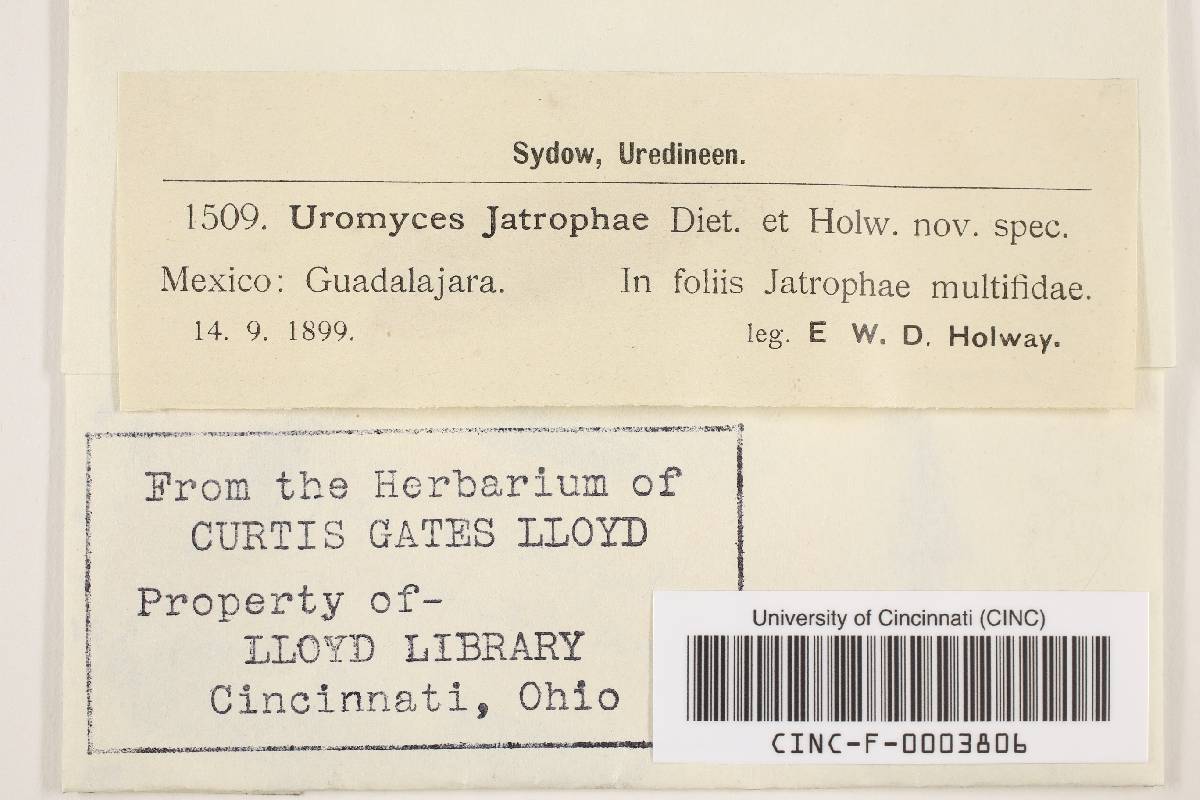 Sydow, Uredineen.
1509. Uromyces Jatrophae Diet. et Holw. nov. spec.
Mexico: Guadalajara. In foliis Jatrophae multifidae.
14. 9. 1899. leg. E W. D. Holway.
From the Herbarium of
CURTIS GATES LLOYD
Property of-
LLOYD LIBRARY
Cincinnati, Ohio
University of Cincinnati (CINC)
CINC-F-0003806